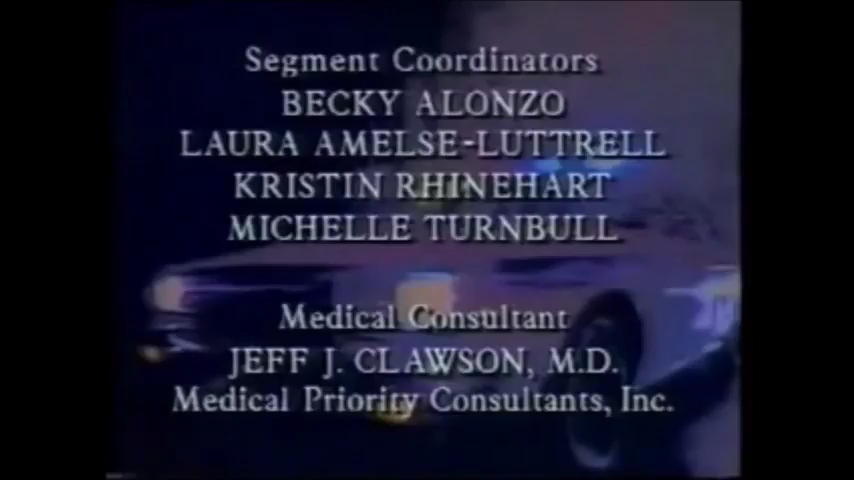 Segment Coordinators
BECKY ALONZO
LAURA AMELSE-LUTTRELL
KRISTIN RHINEHART
MICHELLE TURNBULL
Medical Consultant
JEFF J. CLAWSON, M.D.
Medical Priority Consultants, Inc.